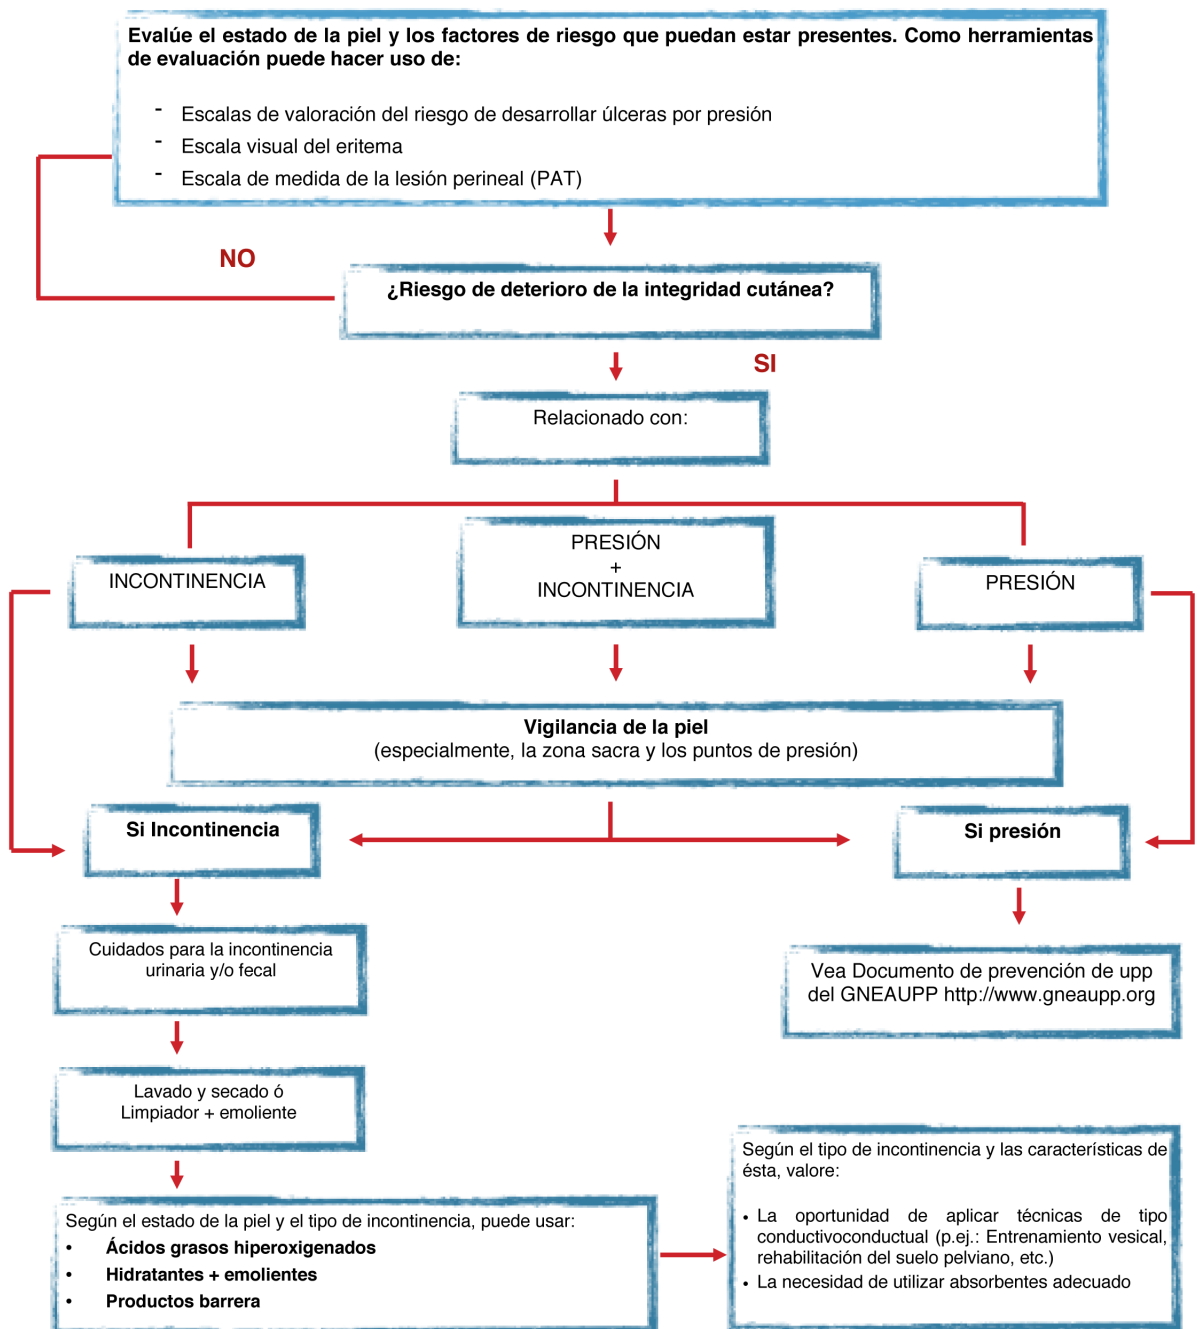 Evalúe el estado de la piel y los factores de riesgo que puedan estar presentes. Como herramientas
de evaluación puede hacer uso de:
- Escalas de valoración del riesgo de desarrollar úlceras por presión
- Escala visual del eritema
- Escala de medida de la lesión perineal (PAT)
NO
¿Riesgo de deterioro de la integridad cutánea?
SI
Relacionado con:
INCONTINENCIA
PRESIÓN
+
INCONTINENCIA
PRESIÓN
Vigilancia de la piel
(especialmente, la zona sacra y los puntos de presión)
Si Incontinencia
Si presión
Cuidados para la incontinencia
urinaria y/o fecal
Vea Documento de prevención de upp
del GNEAUPP http://www.gneaupp.org
Lavado y secado ó
Limpiador + emoliente
Según el estado de la piel y el tipo de incontinencia, puede usar:
• Ácidos grasos hiperoxigenados
• Hidratantes + emolientes
• Productos barrera
Según el tipo de incontinencia y las características de
ésta, valore:
• La oportunidad de aplicar técnicas de tipo
conductivoconductual (p.ej.: Entrenamiento vesical,
rehabilitación del suelo pelviano, etc.)
• La necesidad de utilizar absorbentes adecuado